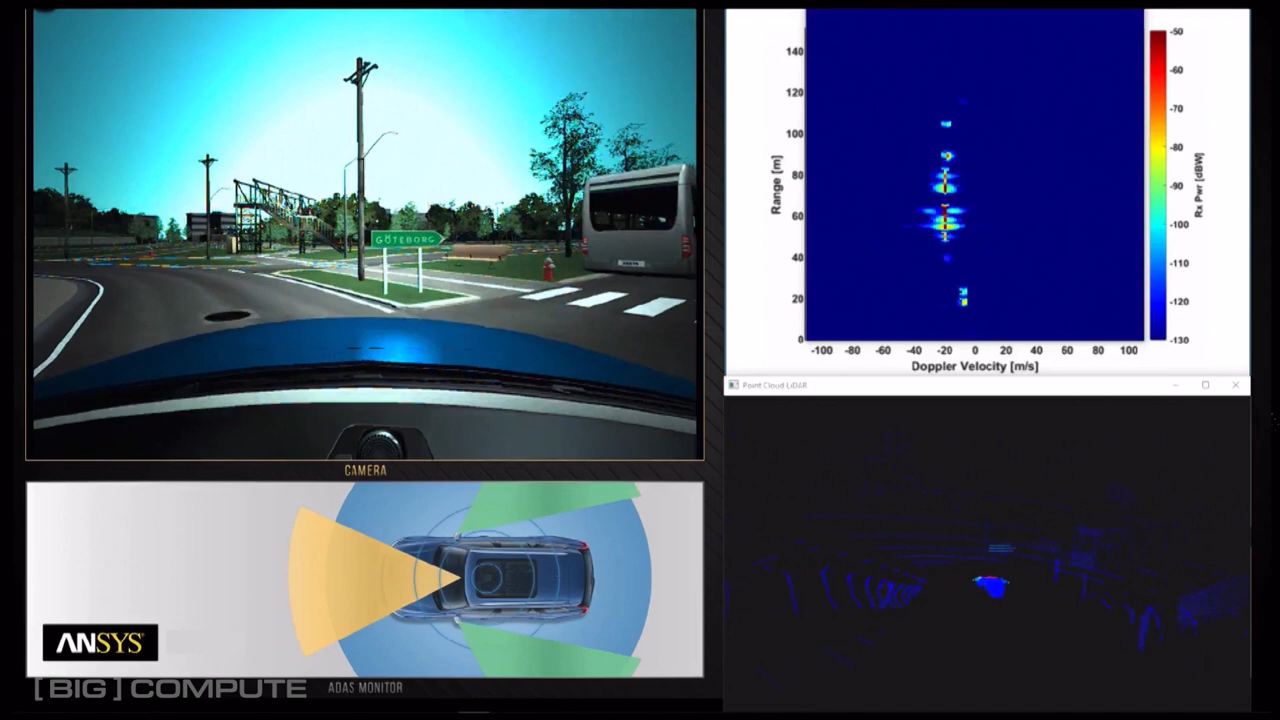 GÖTEBORG
CAMERA
ANSYS
[BIG] COMPUTE
ADAS MONITOR
140
120
100
80
60
40
20
0
Range [m]
-100 -80 -60 -40 -20 0 20 40 60 80 100
Doppler Velocity [m/s]
-50
-60
-70
-80
-90
-100
-110
-120
-130
Rx Pwr [dBW]
Point Cloud LiDAR